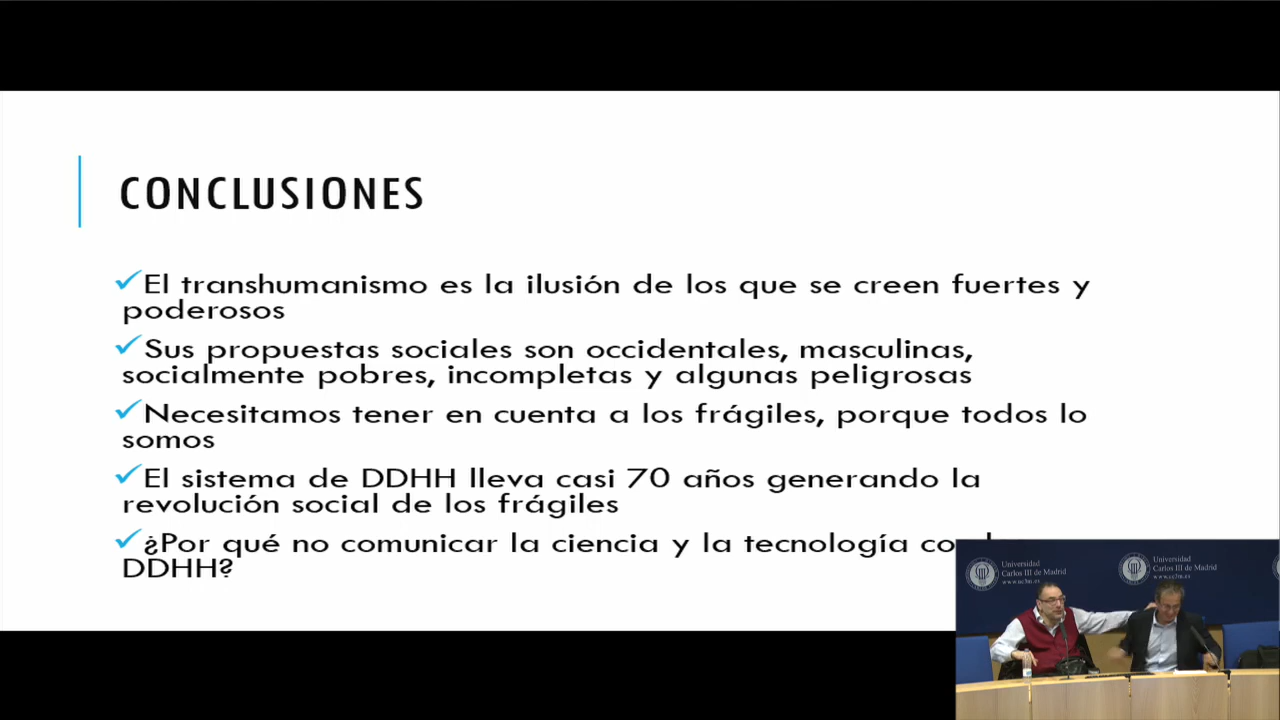 CONCLUSIONES
El transhumanismo es la ilusión de los que se creen fuertes y
poderosos
Sus propuestas sociales son occidentales, masculinas,
socialmente pobres, incompletas y algunas peligrosas
Necesitamos tener en cuenta a los frágiles, porque todos lo
somos
El sistema de DDHH lleva casi 70 años generando la
revolución social de los frágiles
¿Por qué no comunicar la ciencia y la tecnología
DDHH?
Universidad
Carlos III de Madrid
www.uc3m.es
Universidad
Carlos III de Madrid
www.uc3m.es